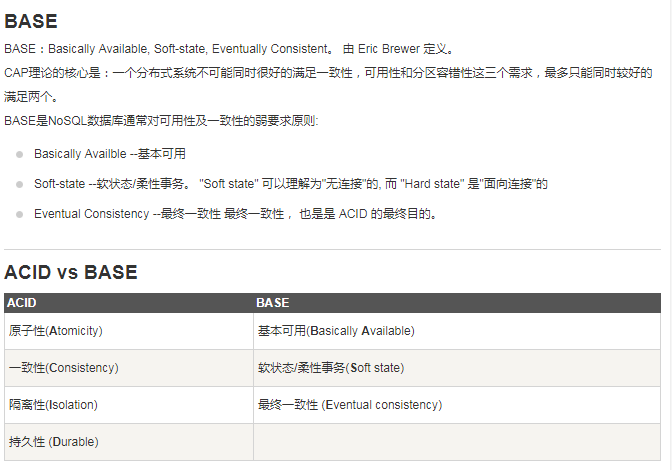 BASE
BASE：Basically Available, Soft-state, Eventually Consistent。 由 Eric Brewer 定义。
CAP理论的核心是：一个分布式系统不可能同时很好的满足一致性，可用性和分区容错性这三个需求，最多只能同时较好的
满足两个。
BASE是NoSQL数据库通常对可用性及一致性的弱要求原则:
Basically Availble --基本可用
Soft-state --软状态/柔性事务。 "Soft state" 可以理解为"无连接"的, 而 "Hard state" 是"面向连接"的
Eventual Consistency --最终一致性 最终一致性， 也是是 ACID 的最终目的。
ACID vs BASE
ACID BASE
原子性(Atomicity) 基本可用(Basically Available)
一致性(Consistency) 软状态/柔性事务(Soft state)
隔离性(Isolation) 最终一致性 (Eventual consistency)
持久性 (Durable)